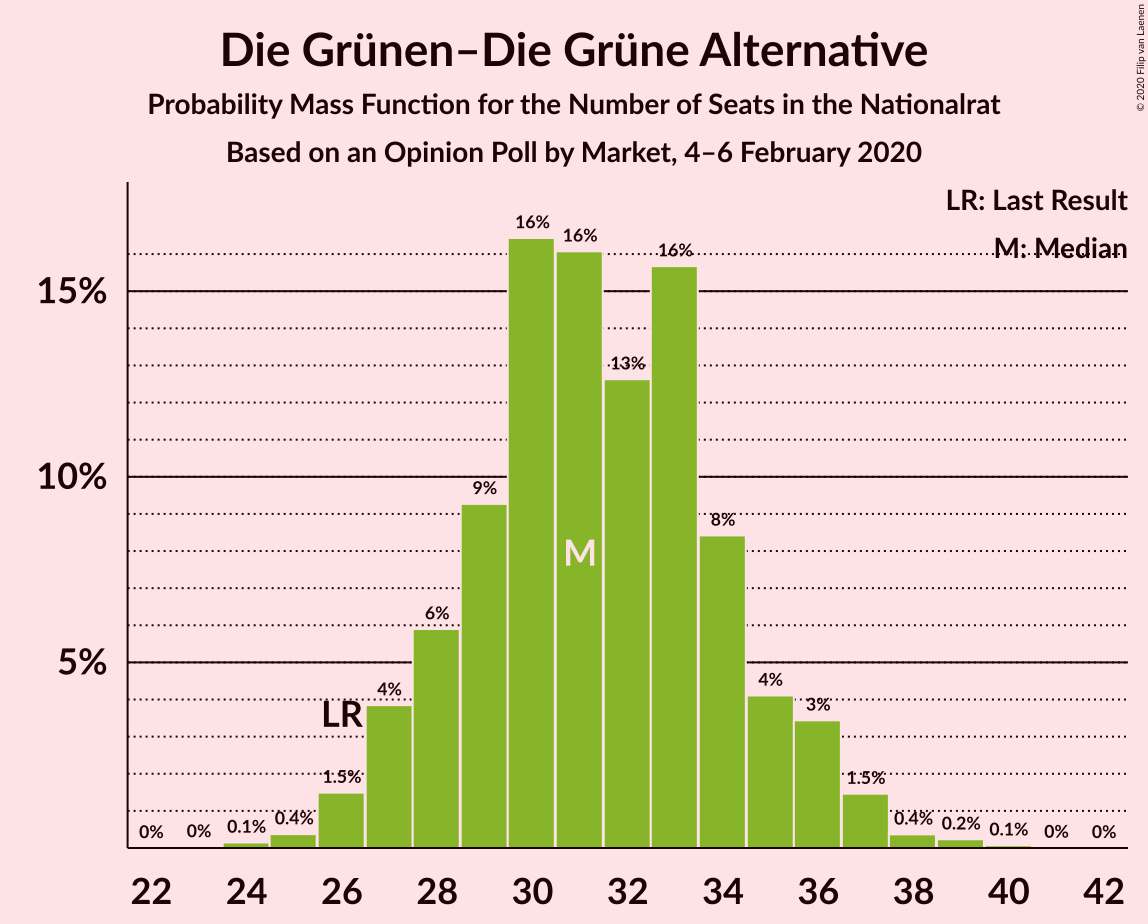 © 2020 Filip van Laenen
Die Grünen–Die Grüne Alternative
Probability Mass Function for the Number of Seats in the Nationalrat
Based on an Opinion Poll by Market, 4–6 February 2020
LR: Last Result
M: Median
15%
10%
5%
0% 0% 0.1% 0.4% 1.5% 4% 6% 9% 16% 16% 13% 16% 8% 4% 3% 1.5% 0.4% 0.2% 0.1% 0% 0%
LR
M
22 24 26 28 30 32 34 36 38 40 42